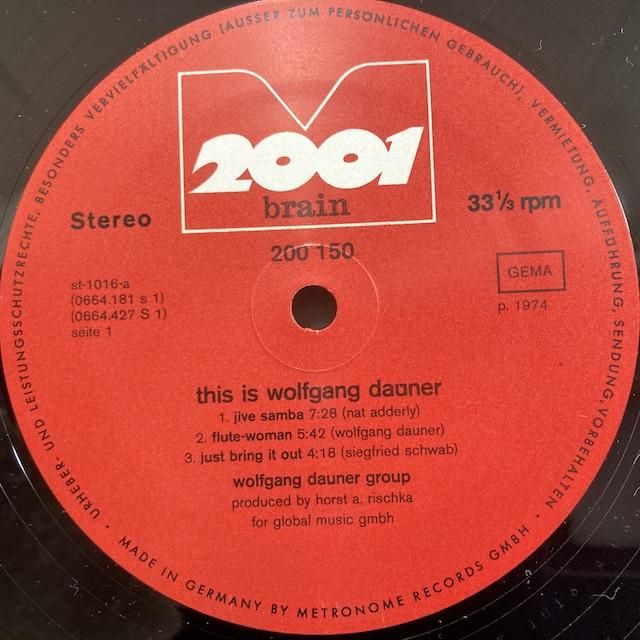 URHEBER- UND LEISTUNGSSCHUTZRECHTE, BESONDERS VERVIELFÄLTIGUNG (AUSSER ZUM PERSÖNLICHEN GEBRAUCH), VERMIETUNG, AUFFÜHRUNG, SENDUNG, VORBEHALTEN ·
2001
brain
Stereo
33⅓ rpm
200 150
st-1016-a
(0664.181 s 1)
(0664.427 S 1)
seite 1
GEMA
p. 1974
this is wolfgang dauner
1. jive samba 7:28 (nat adderly)
2. flute-woman 5:42 (wolfgang dauner)
3. just bring it out 4:18 (siegfried schwab)
wolfgang dauner group
produced by horst a. rischka
for global music gmbh
· MADE IN GERMANY BY METRONOME RECORDS GMBH ·